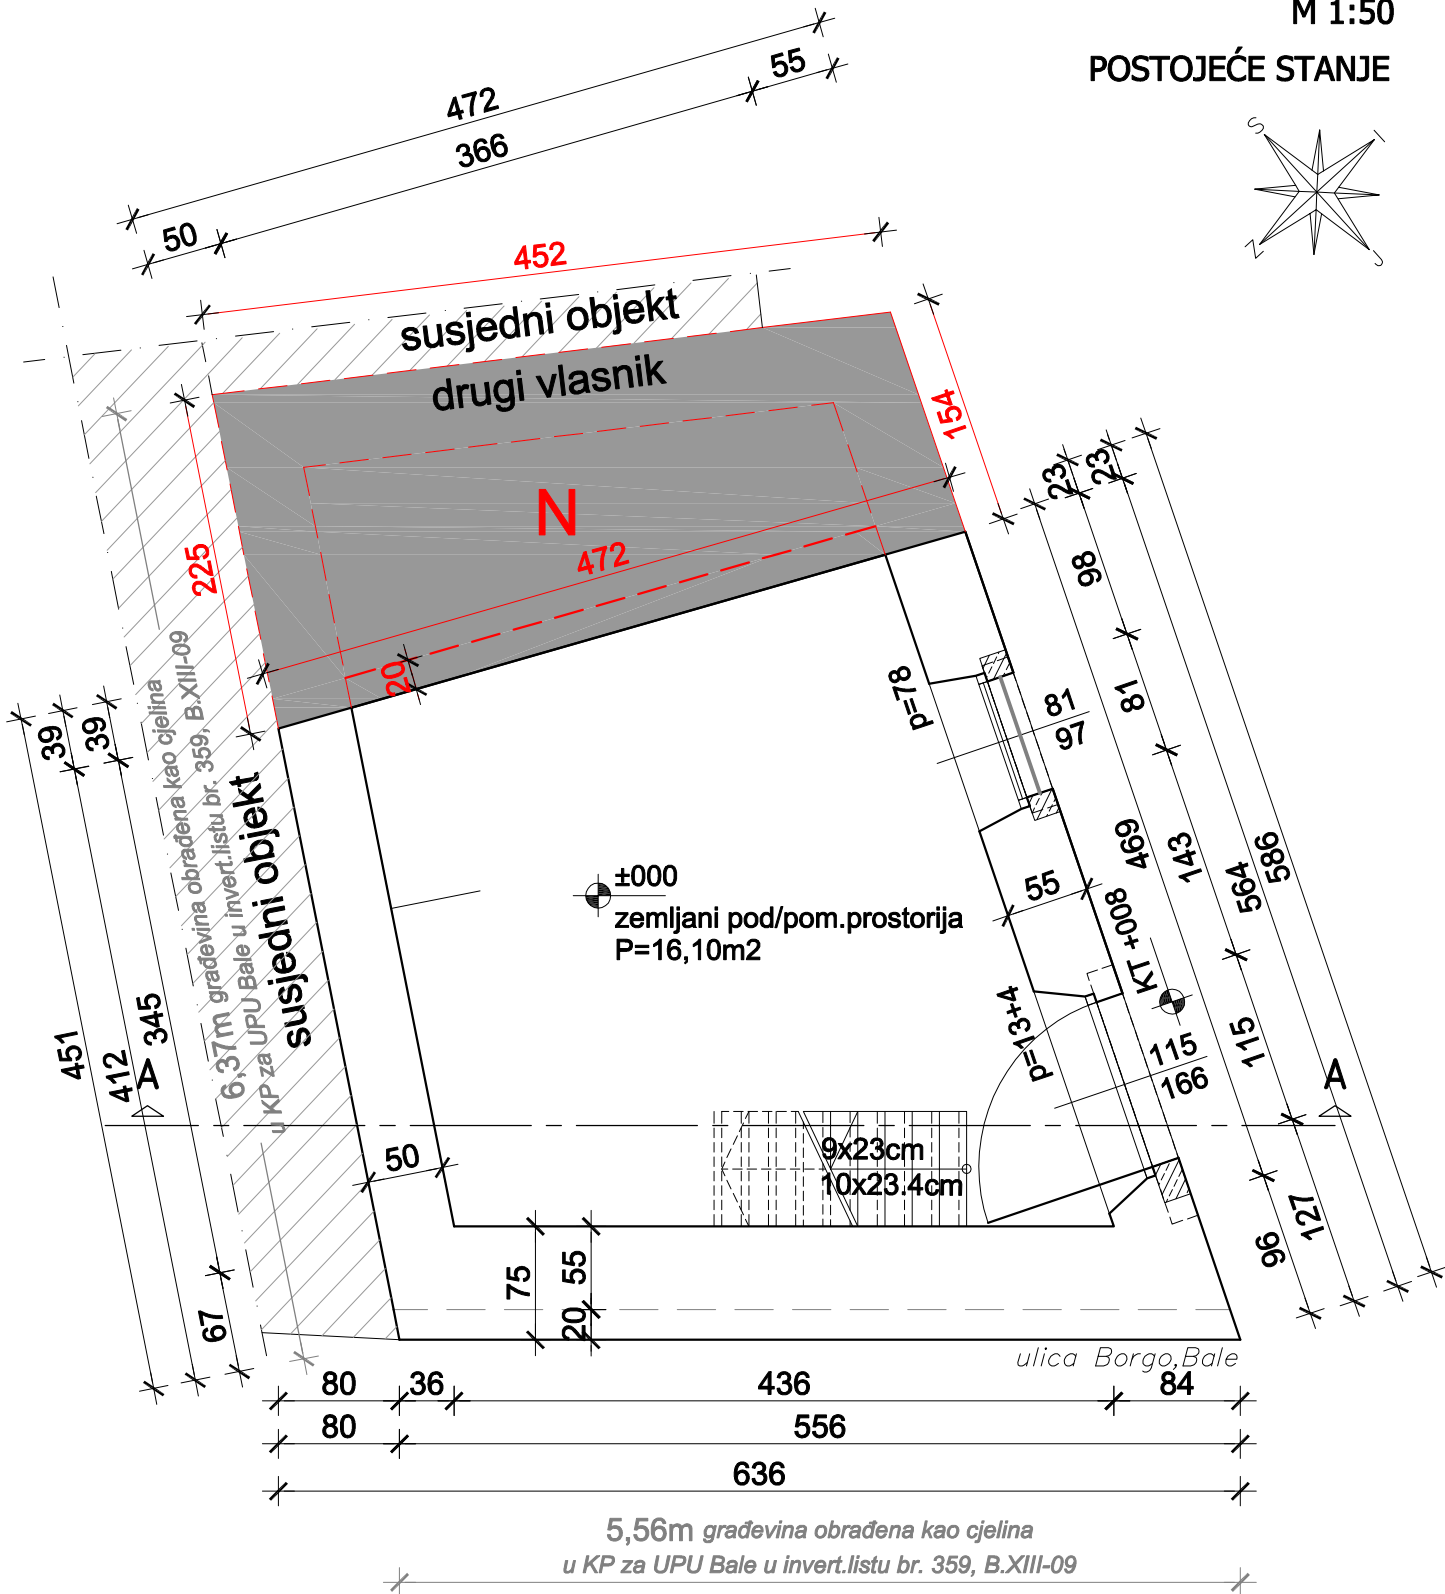 M 1:50
POSTOJEĆE STANJE
S
I
Z
J
472
55
366
50
452
susjedni objekt
drugi vlasnik
154
N
472
225
20
23
23
98
81
143
115
469
564
586
96
127
p=78
81
97
55
KT +008
p=13+4
115
166
±000
zemljani pod/pom.prostorija
P=16,10m2
39
39
451
412
345
67
6,37m građevina obrađena kao cjelina
u KP za UPU Bale u invert.listu br. 359, B.XIII-09
susjedni objekt
A
A
50
9x23cm
10x23.4cm
75
55
20
ulica Borgo,Bale
80
36
436
84
80
556
636
5,56m građevina obrađena kao cjelina
u KP za UPU Bale u invert.listu br. 359, B.XIII-09